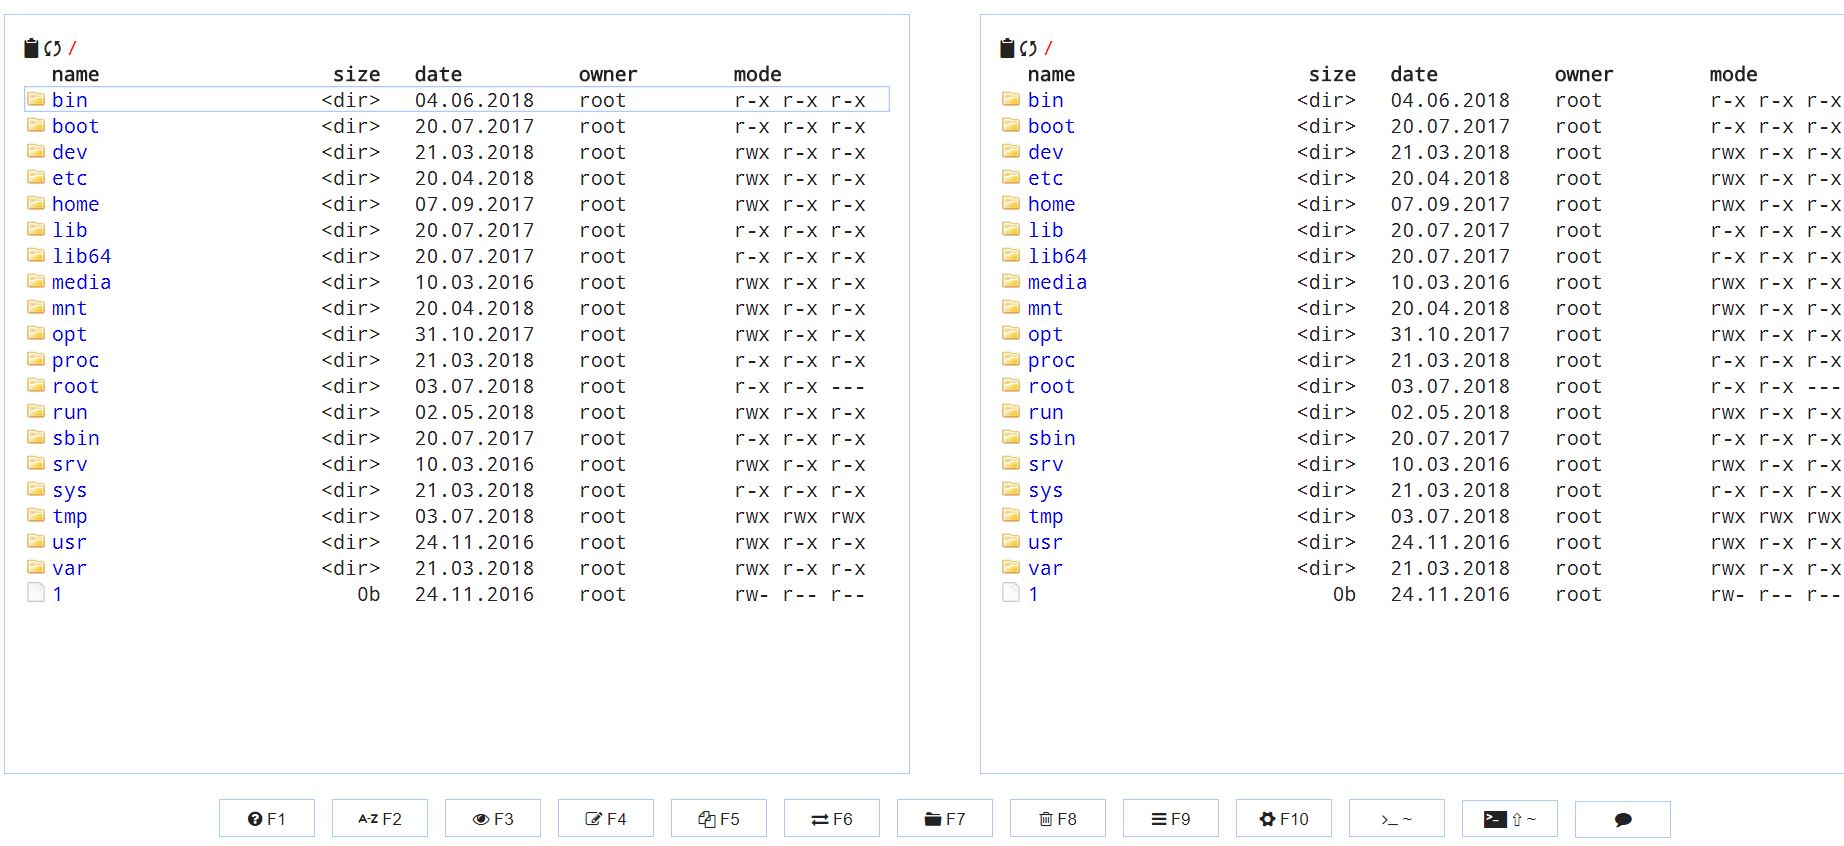 /
name size date owner mode
bin <dir> 04.06.2018 root r-x r-x r-x
boot <dir> 20.07.2017 root r-x r-x r-x
dev <dir> 21.03.2018 root rwx r-x r-x
etc <dir> 20.04.2018 root rwx r-x r-x
home <dir> 07.09.2017 root rwx r-x r-x
lib <dir> 20.07.2017 root r-x r-x r-x
lib64 <dir> 20.07.2017 root r-x r-x r-x
media <dir> 10.03.2016 root rwx r-x r-x
mnt <dir> 20.04.2018 root rwx r-x r-x
opt <dir> 31.10.2017 root rwx r-x r-x
proc <dir> 21.03.2018 root r-x r-x r-x
root <dir> 03.07.2018 root r-x r-x ---
run <dir> 02.05.2018 root rwx r-x r-x
sbin <dir> 20.07.2017 root r-x r-x r-x
srv <dir> 10.03.2016 root rwx r-x r-x
sys <dir> 21.03.2018 root r-x r-x r-x
tmp <dir> 03.07.2018 root rwx rwx rwx
usr <dir> 24.11.2016 root rwx r-x r-x
var <dir> 21.03.2018 root rwx r-x r-x
1 0b 24.11.2016 root rw- r-- r--
/
name size date owner mode
bin <dir> 04.06.2018 root r-x r-x r-x
boot <dir> 20.07.2017 root r-x r-x r-x
dev <dir> 21.03.2018 root rwx r-x r-x
etc <dir> 20.04.2018 root rwx r-x r-x
home <dir> 07.09.2017 root rwx r-x r-x
lib <dir> 20.07.2017 root r-x r-x r-x
lib64 <dir> 20.07.2017 root r-x r-x r-x
media <dir> 10.03.2016 root rwx r-x r-x
mnt <dir> 20.04.2018 root rwx r-x r-x
opt <dir> 31.10.2017 root rwx r-x r-x
proc <dir> 21.03.2018 root r-x r-x r-x
root <dir> 03.07.2018 root r-x r-x ---
run <dir> 02.05.2018 root rwx r-x r-x
sbin <dir> 20.07.2017 root r-x r-x r-x
srv <dir> 10.03.2016 root rwx r-x r-x
sys <dir> 21.03.2018 root r-x r-x r-x
tmp <dir> 03.07.2018 root rwx rwx rwx
usr <dir> 24.11.2016 root rwx r-x r-x
var <dir> 21.03.2018 root rwx r-x r-x
1 0b 24.11.2016 root rw- r-- r--
F1 A-Z F2 F3 F4 F5 F6 F7 F8 F9 F10 >_ ~ >_ ⇧ ~